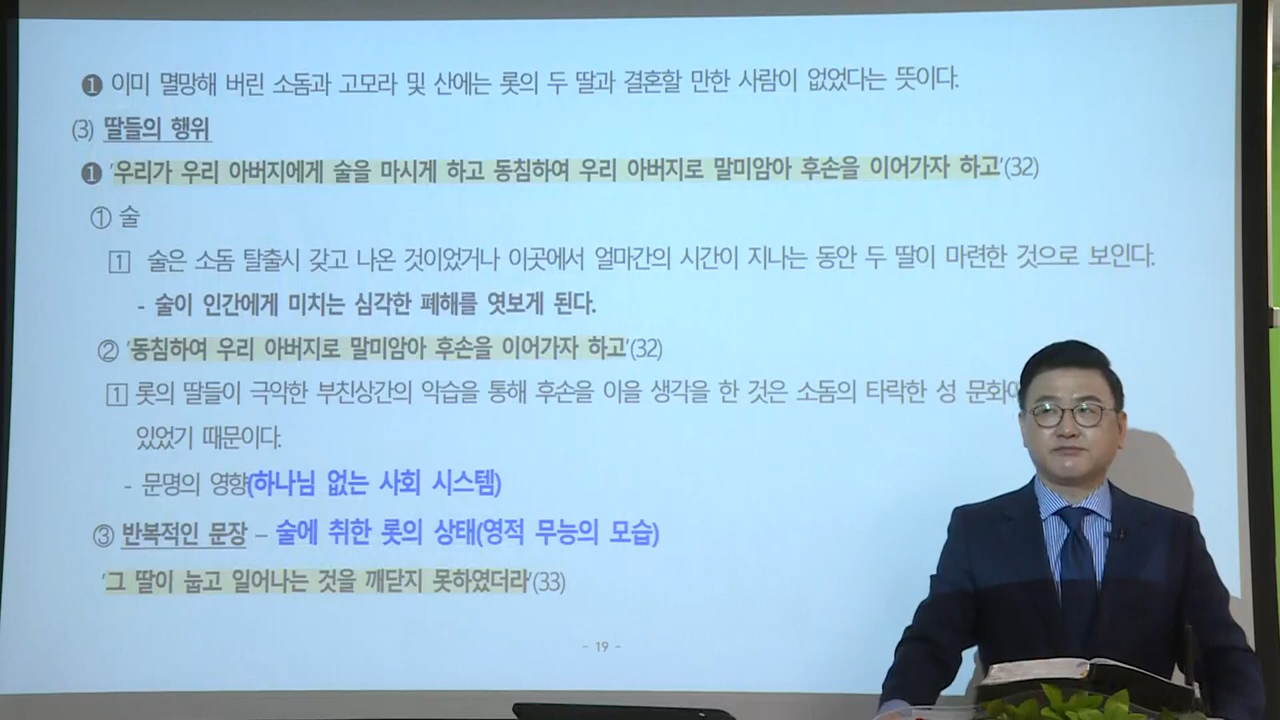 ❶ 이미 멸망해 버린 소돔과 고모라 및 산에는 롯의 두 딸과 결혼할 만한 사람이 없었다는 뜻이다.
(3) 딸들의 행위
❶ '우리가 우리 아버지에게 술을 마시게 하고 동침하여 우리 아버지로 말미암아 후손을 이어가자 하고'(32)
① 술
1 술은 소돔 탈출시 갖고 나온 것이었거나 이곳에서 얼마간의 시간이 지나는 동안 두 딸이 마련한 것으로 보인다.
- 술이 인간에게 미치는 심각한 폐해를 엿보게 된다.
② '동침하여 우리 아버지로 말미암아 후손을 이어가자 하고'(32)
1 롯의 딸들이 극악한 부친상간의 악습을 통해 후손을 이을 생각을 한 것은 소돔의 타락한 성
있었기 때문이다.
- 문명의 영향(하나님 없는 사회 시스템)
③ 반복적인 문장 – 술에 취한 롯의 상태(영적 무능의 모습)
'그 딸이 눕고 일어나는 것을 깨닫지 못하였더라'(33)
- 19 -